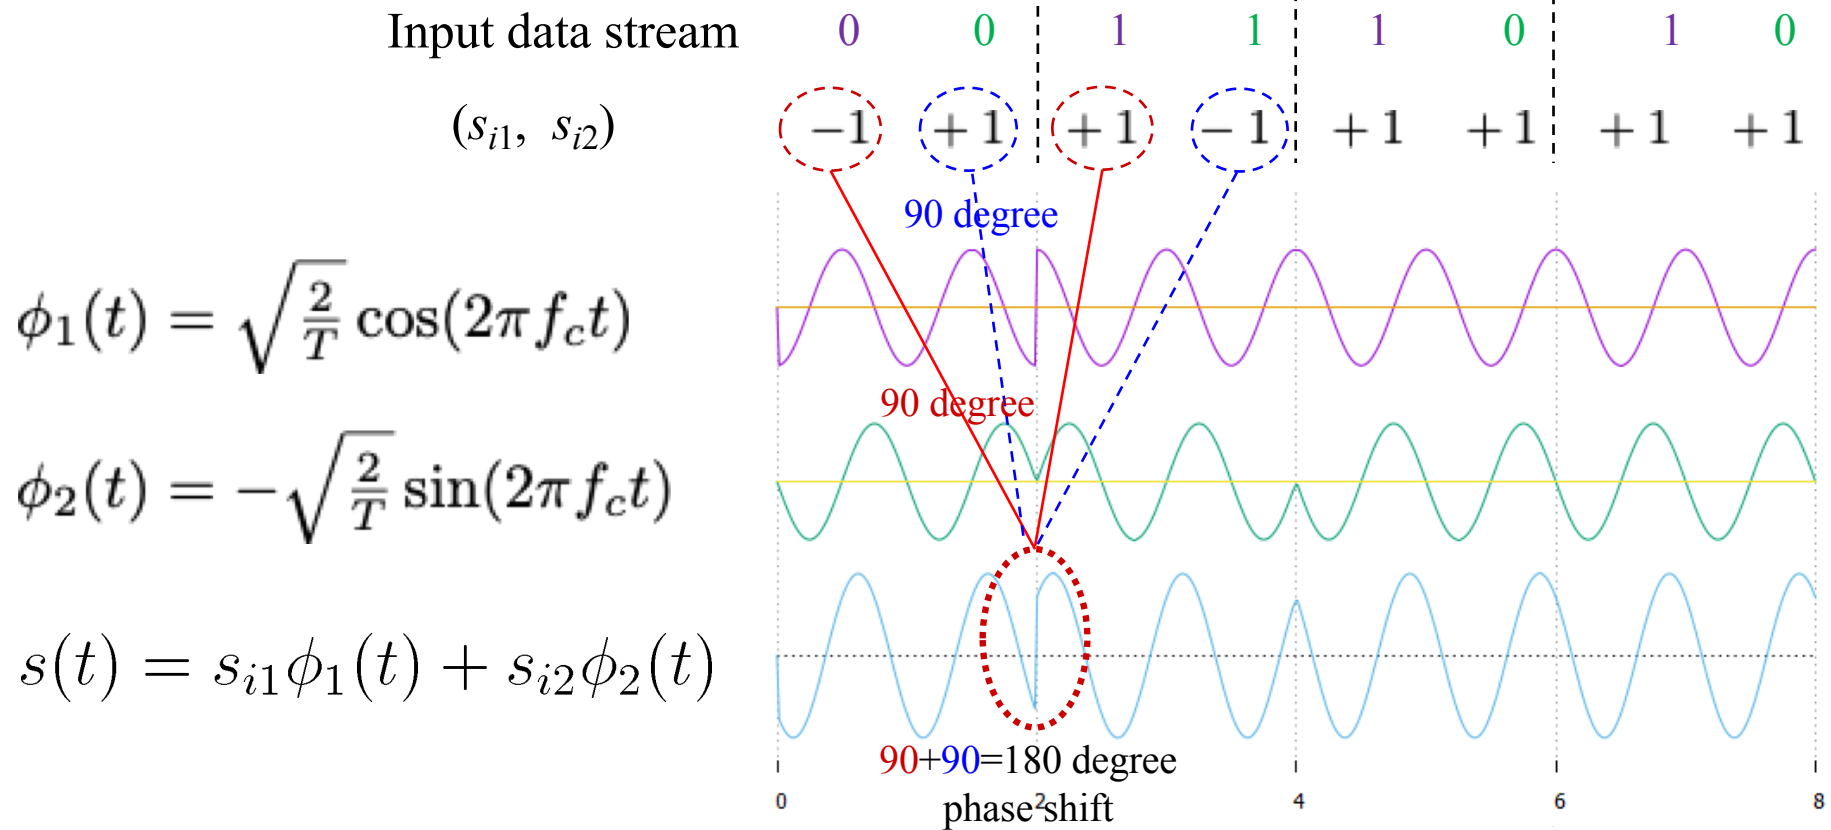 Input data stream 0 0 1 1 1 0 1 0
(s_{i1}, s_{i2}) −1 +1 +1 −1 +1 +1 +1 +1
90 degree
ϕ_1(t) = √(2/T) cos(2πf_ct)
90 degree
ϕ_2(t) = −√(2/T) sin(2πf_ct)
s(t) = s_{i1}ϕ_1(t) + s_{i2}ϕ_2(t)
90+90=180 degree
phase shift
0 2 4 6 8